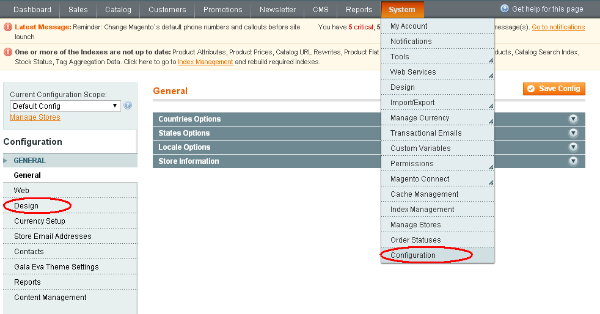 Dashboard Sales Catalog Customers Promotions Newsletter CMS Reports System Get help for this page
Latest Message: Reminder: Change Magento's default phone numbers and callouts before site launch
You have 5 critical, 5
message(s). Go to notifications
One or more of the Indexes are not up to date: Product Attributes, Product Prices, Catalog URL Rewrites, Product Flat
ducts, Catalog Search Index,
Stock Status, Tag Aggregation Data. Click here to go to Index Management and rebuild required indexes.
My Account
Notifications
Tools
Web Services
Design
Import/Export
Manage Currency
Transactional Emails
Custom Variables
Permissions
Magento Connect
Cache Management
Index Management
Manage Stores
Order Statuses
Configuration
Current Configuration Scope:
Default Config
Manage Stores
Configuration
GENERAL
General
Web
Design
Currency Setup
Store Email Addresses
Contacts
Gala Eva Theme Settings
Reports
Content Management
General
Save Config
Countries Options
States Options
Locale Options
Store Information